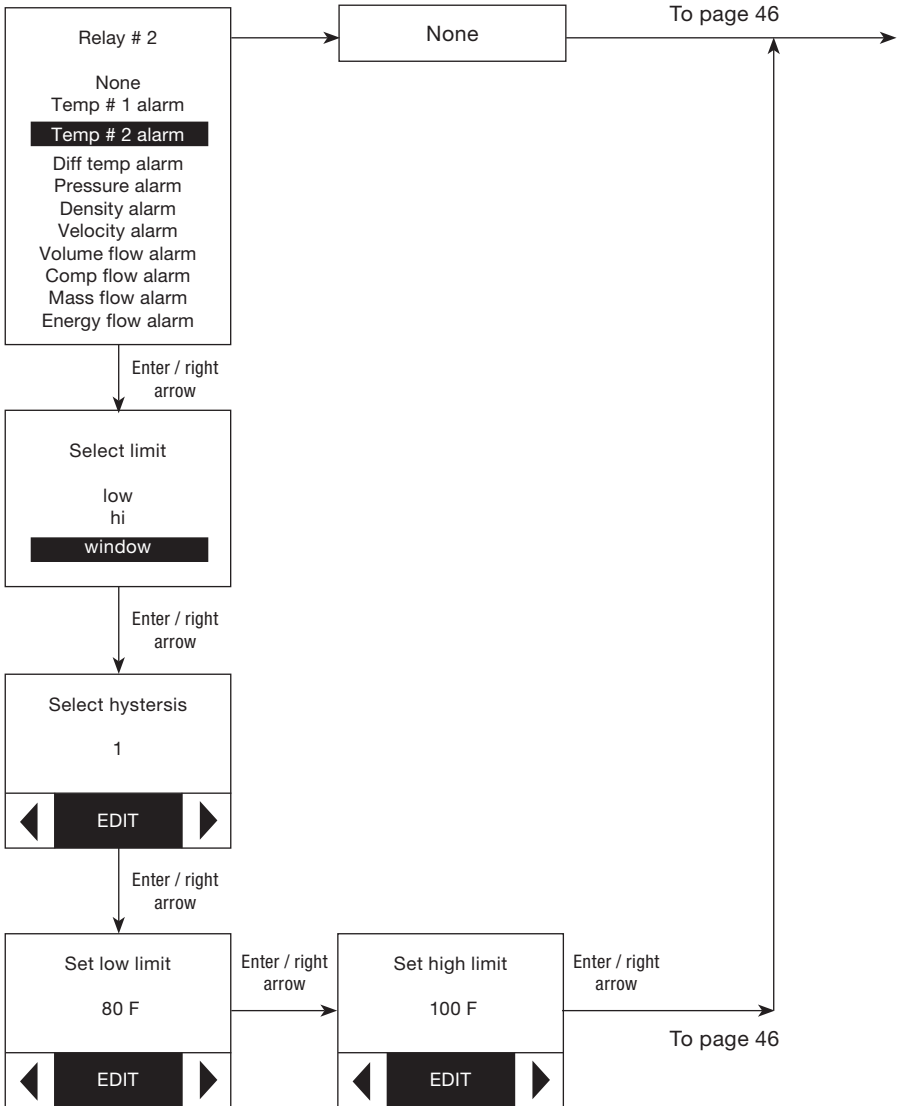 Relay # 2
None
Temp # 1 alarm
Temp # 2 alarm
Diff temp alarm
Pressure alarm
Density alarm
Velocity alarm
Volume flow alarm
Comp flow alarm
Mass flow alarm
Energy flow alarm
None
To page 46
Enter / right
arrow
Select limit
low
hi
window
Enter / right
arrow
Select hystersis
1
EDIT
Enter / right
arrow
Set low limit
80 F
EDIT
Enter / right
arrow
Set high limit
100 F
EDIT
Enter / right
arrow
To page 46